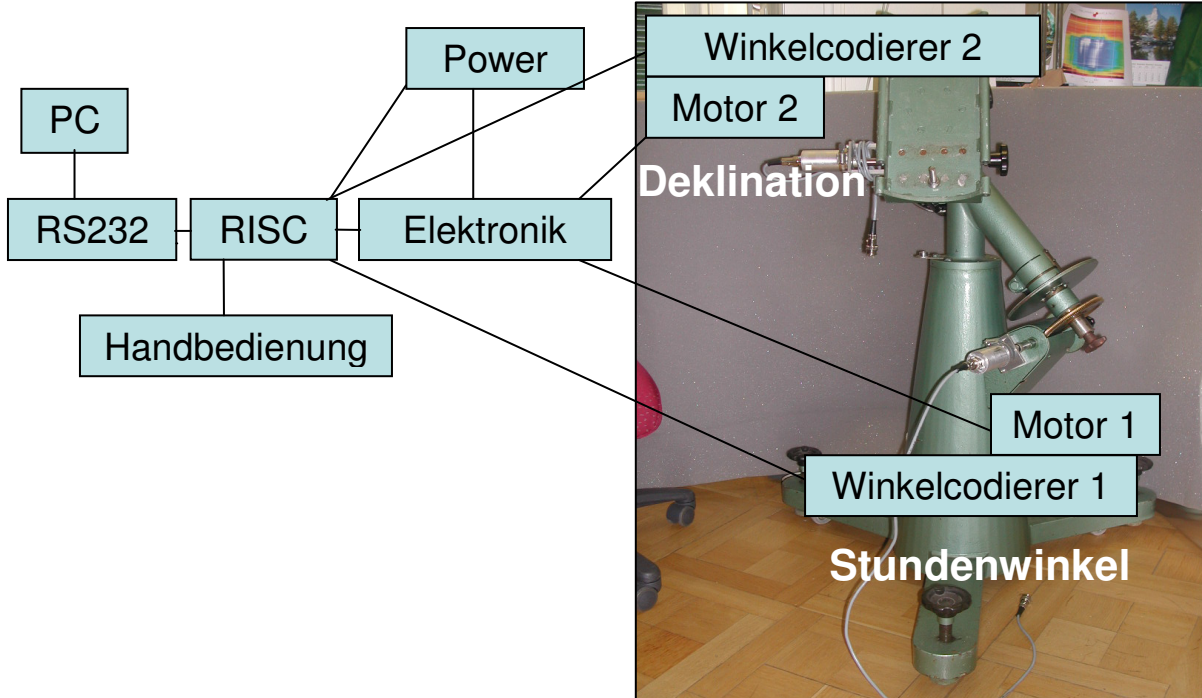 Winkelcodierer 2
Power
Motor 2
PC
Deklination
RS232
RISC
Elektronik
Handbedienung
Motor 1
Winkelcodierer 1
Stundenwinkel